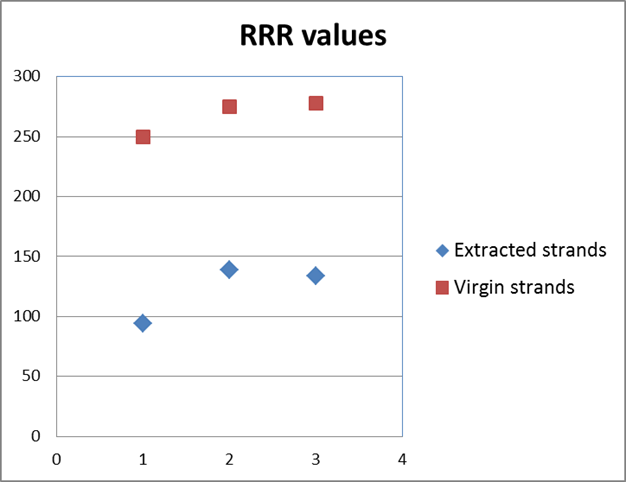 RRR values
300
250
200
150
100
50
0
0 1 2 3 4
Extracted strands
Virgin strands